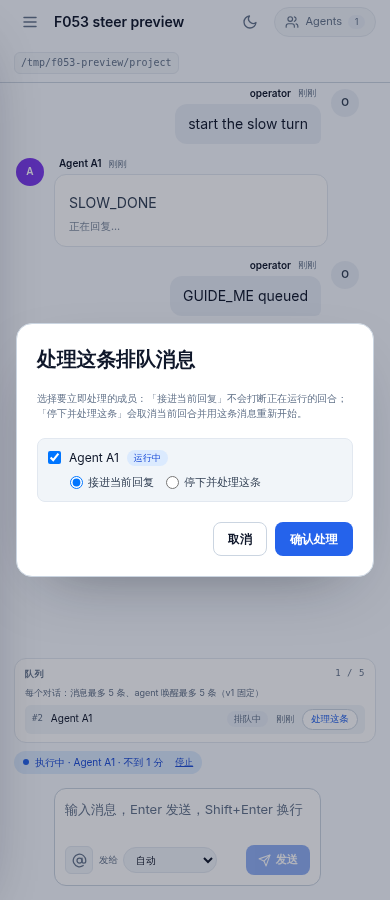 F053 steer preview
Agents 1
/tmp/f053-preview/project
operator 刚刚
O
start the slow turn
A
Agent A1 刚刚
SLOW_DONE
正在回复...
operator 刚刚
O
GUIDE_ME queued
处理这条排队消息
选择要立即处理的成员：「接进当前回复」不会打断正在运行的回合；
「停下并处理这条」会取消当前回合并用这条消息重新开始。
Agent A1 运行中
接进当前回复 停下并处理这条
取消 确认处理
队列 1 / 5
每个对话：消息最多 5 条、agent 唤醒最多 5 条（v1 固定）
#2 Agent A1 排队中 刚刚 处理这条
执行中 · Agent A1 · 不到 1 分 停止
输入消息，Enter 发送，Shift+Enter 换行
@ 发给 自动 发送